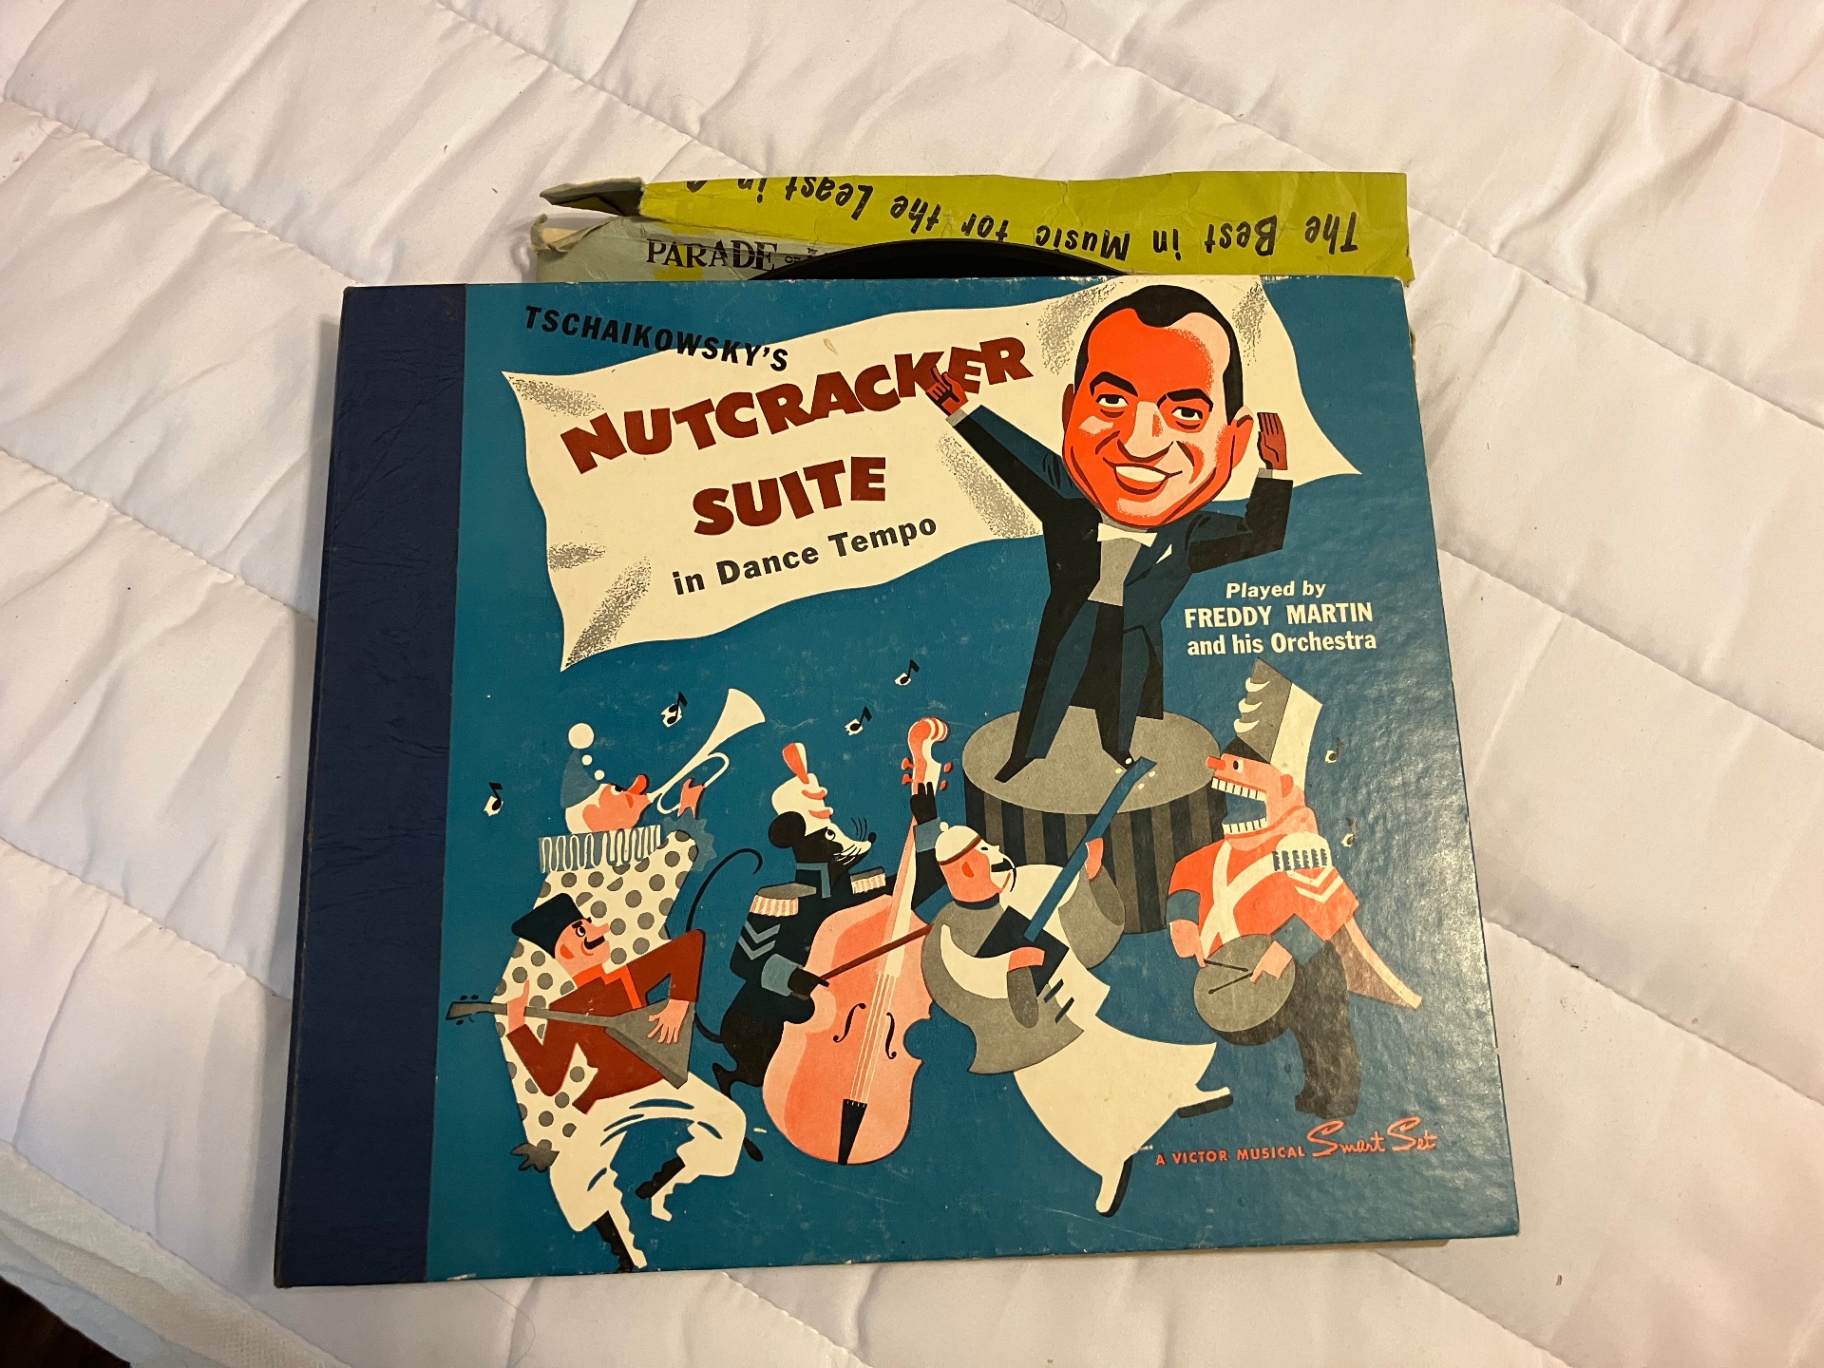 The Best in Music for the Least in
PARADE OF
TSCHAIKOWSKY'S
NUTCRACKER
SUITE
in Dance Tempo
Played by
FREDDY MARTIN
and his Orchestra
A VICTOR MUSICAL Smart Set